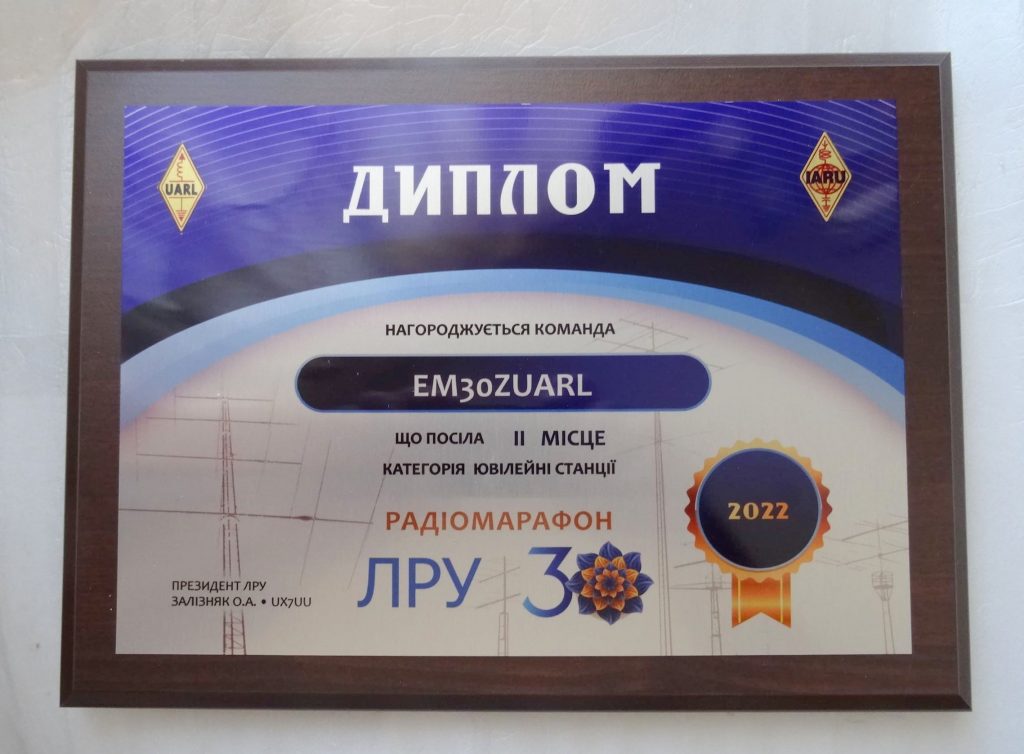 UARL
IARU
ДИПЛОМ
НАГОРОДЖУЄТЬСЯ КОМАНДА
EM30ZUARL
ЩО ПОСІЛА II МІСЦЕ
КАТЕГОРІЯ ЮВІЛЕЙНІ СТАНЦІЇ
2022
РАДІОМАРАФОН
ЛРУ 30
ПРЕЗИДЕНТ ЛРУ
ЗАЛІЗНЯК О.А. • UX7UU